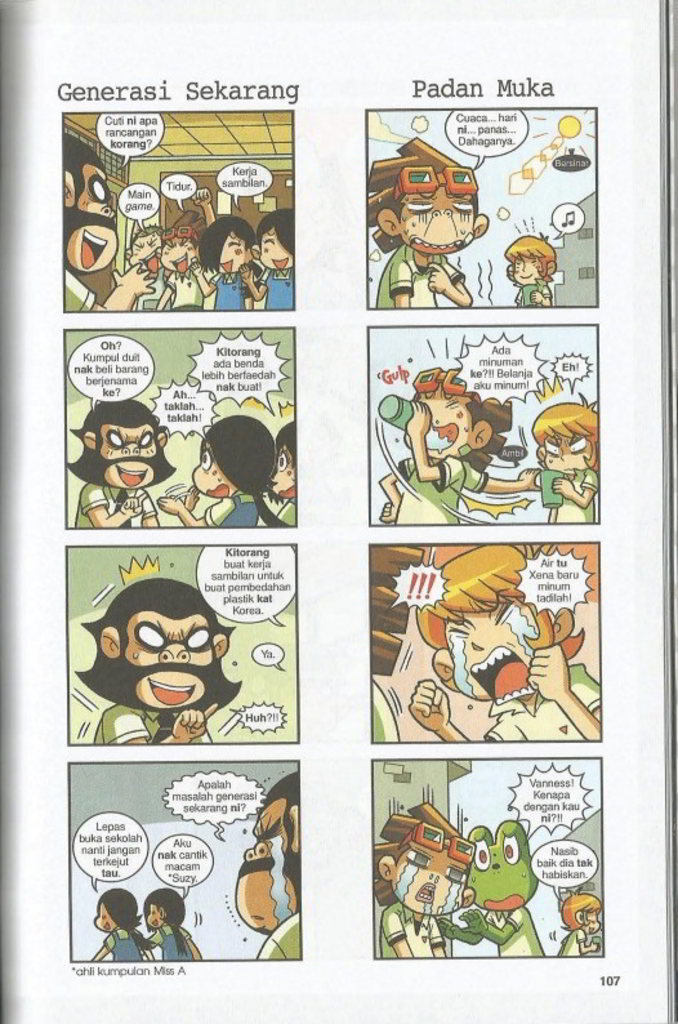 Generasi Sekarang
Cuti ni apa
rancangan
korang?
Main
game.
Tidur.
Kerja
sambilan.
Oh?
Kumpul duit
nak beli barang
berjenama
ke?
Ah...
taklah...
taklah!
Kitorang
ada benda
lebih berfaedah
nak buat!
Kitorang
buat kerja
sambilan untuk
buat pembedahan
plastik kat
Korea.
Ya.
Huh?!!
Apalah
masalah generasi
sekarang ni?
Lepas
buka sekolah
nanti jangan
terkejut
tau.
Aku
nak cantik
macam
*Suzy.
*ahli kumpulan Miss A
Padan Muka
Cuaca... hari
ni... panas...
Dahaganya.
Bersinar
Gulp
Ada
minuman
ke?!! Belanja
aku minum!
Eh!
Ambil
!!!
Air tu
Xena baru
minum
tadilah!
Vanness!
Kenapa
dengan kau
ni?!!
Nasib
baik dia tak
habiskan.
107